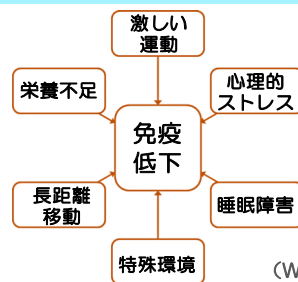 激しい
運動
栄養不足
心理的
ストレス
免疫
低下
長距離
移動
睡眠障害
特殊環境
(W